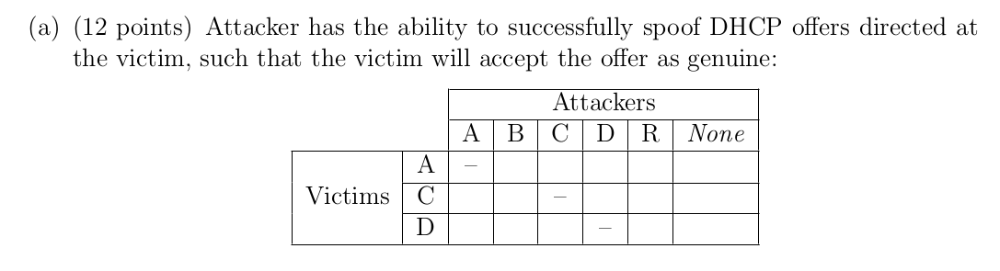 (a) (12 points) Attacker has the ability to successfully spoof DHCP offers directed at
the victim, such that the victim will accept the offer as genuine:
Attackers
A B C D R None
A –
Victims C –
D –